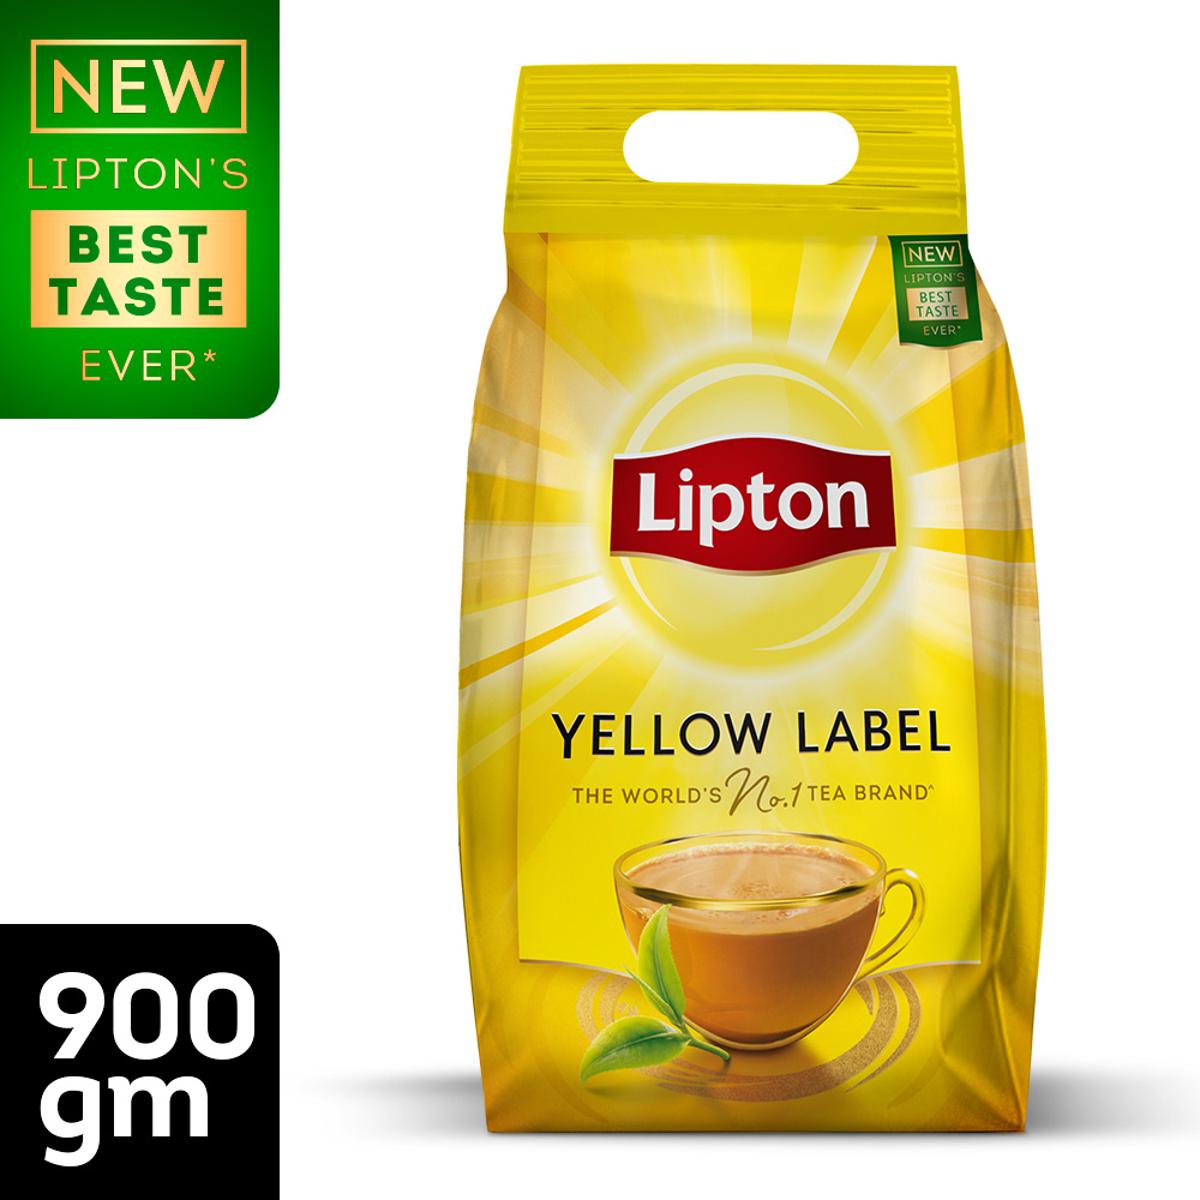 NEW
LIPTON'S
BEST
TASTE
EVER*
NEW
LIPTON'S
BEST
TASTE
EVER*
Lipton
YELLOW LABEL
THE WORLD'S No.1 TEA BRAND^
900
gm